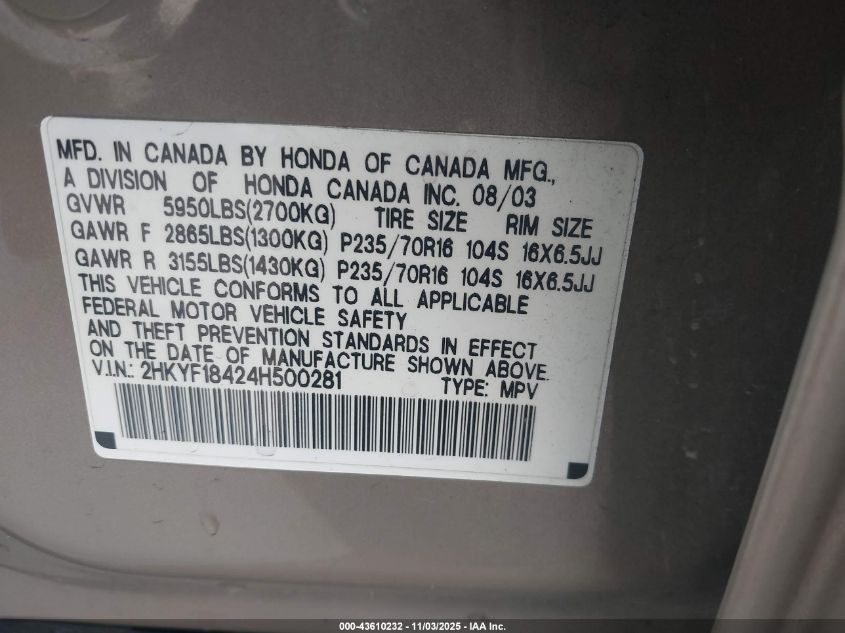 MFD. IN CANADA BY HONDA OF CANADA MFG.,
A DIVISION OF HONDA CANADA INC. 08/03
GVWR 5950LBS(2700KG) TIRE SIZE RIM SIZE
GAWR F 2865LBS(1300KG) P235/70R16 104S 16X6.5JJ
GAWR R 3155LBS(1430KG) P235/70R16 104S 16X6.5JJ
THIS VEHICLE CONFORMS TO ALL APPLICABLE
FEDERAL MOTOR VEHICLE SAFETY
AND THEFT PREVENTION STANDARDS IN EFFECT
ON THE DATE OF MANUFACTURE SHOWN ABOVE.
V.I.N.: 2HKYF18424H500281 TYPE: MPV
000-43610232 - 11/03/2025 - IAA Inc.